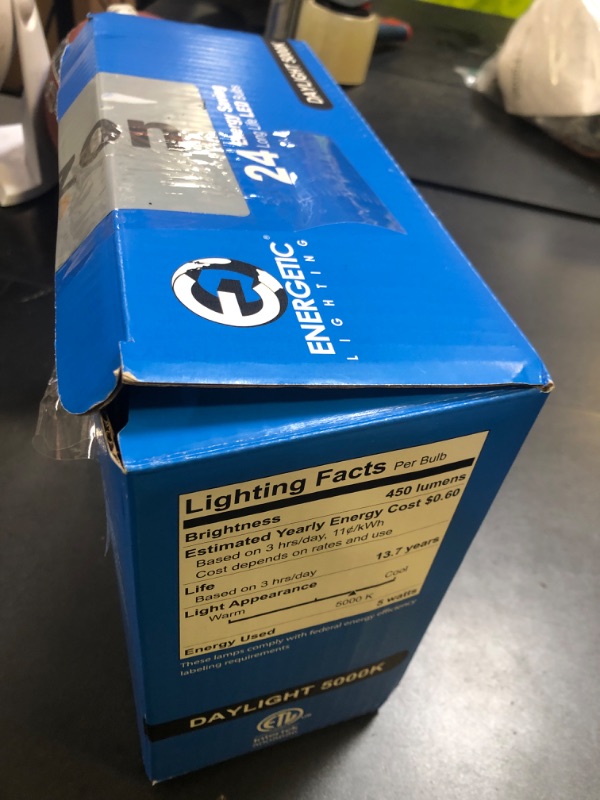 DAYLIGHT 5000K
24 Energy Saving
Long Life LED Bulbs
ENERGETIC®
LIGHTING
Lighting Facts Per Bulb
Brightness 450 lumens
Estimated Yearly Energy Cost $0.60
Based on 3 hrs/day, 11¢/kWh
Cost depends on rates and use
Life 13.7 years
Based on 3 hrs/day
Light Appearance
Warm Cool
5000 K
Energy Used 5 watts
These lamps comply with federal energy efficiency
labeling requirements
DAYLIGHT 5000K
ETL
Intertek